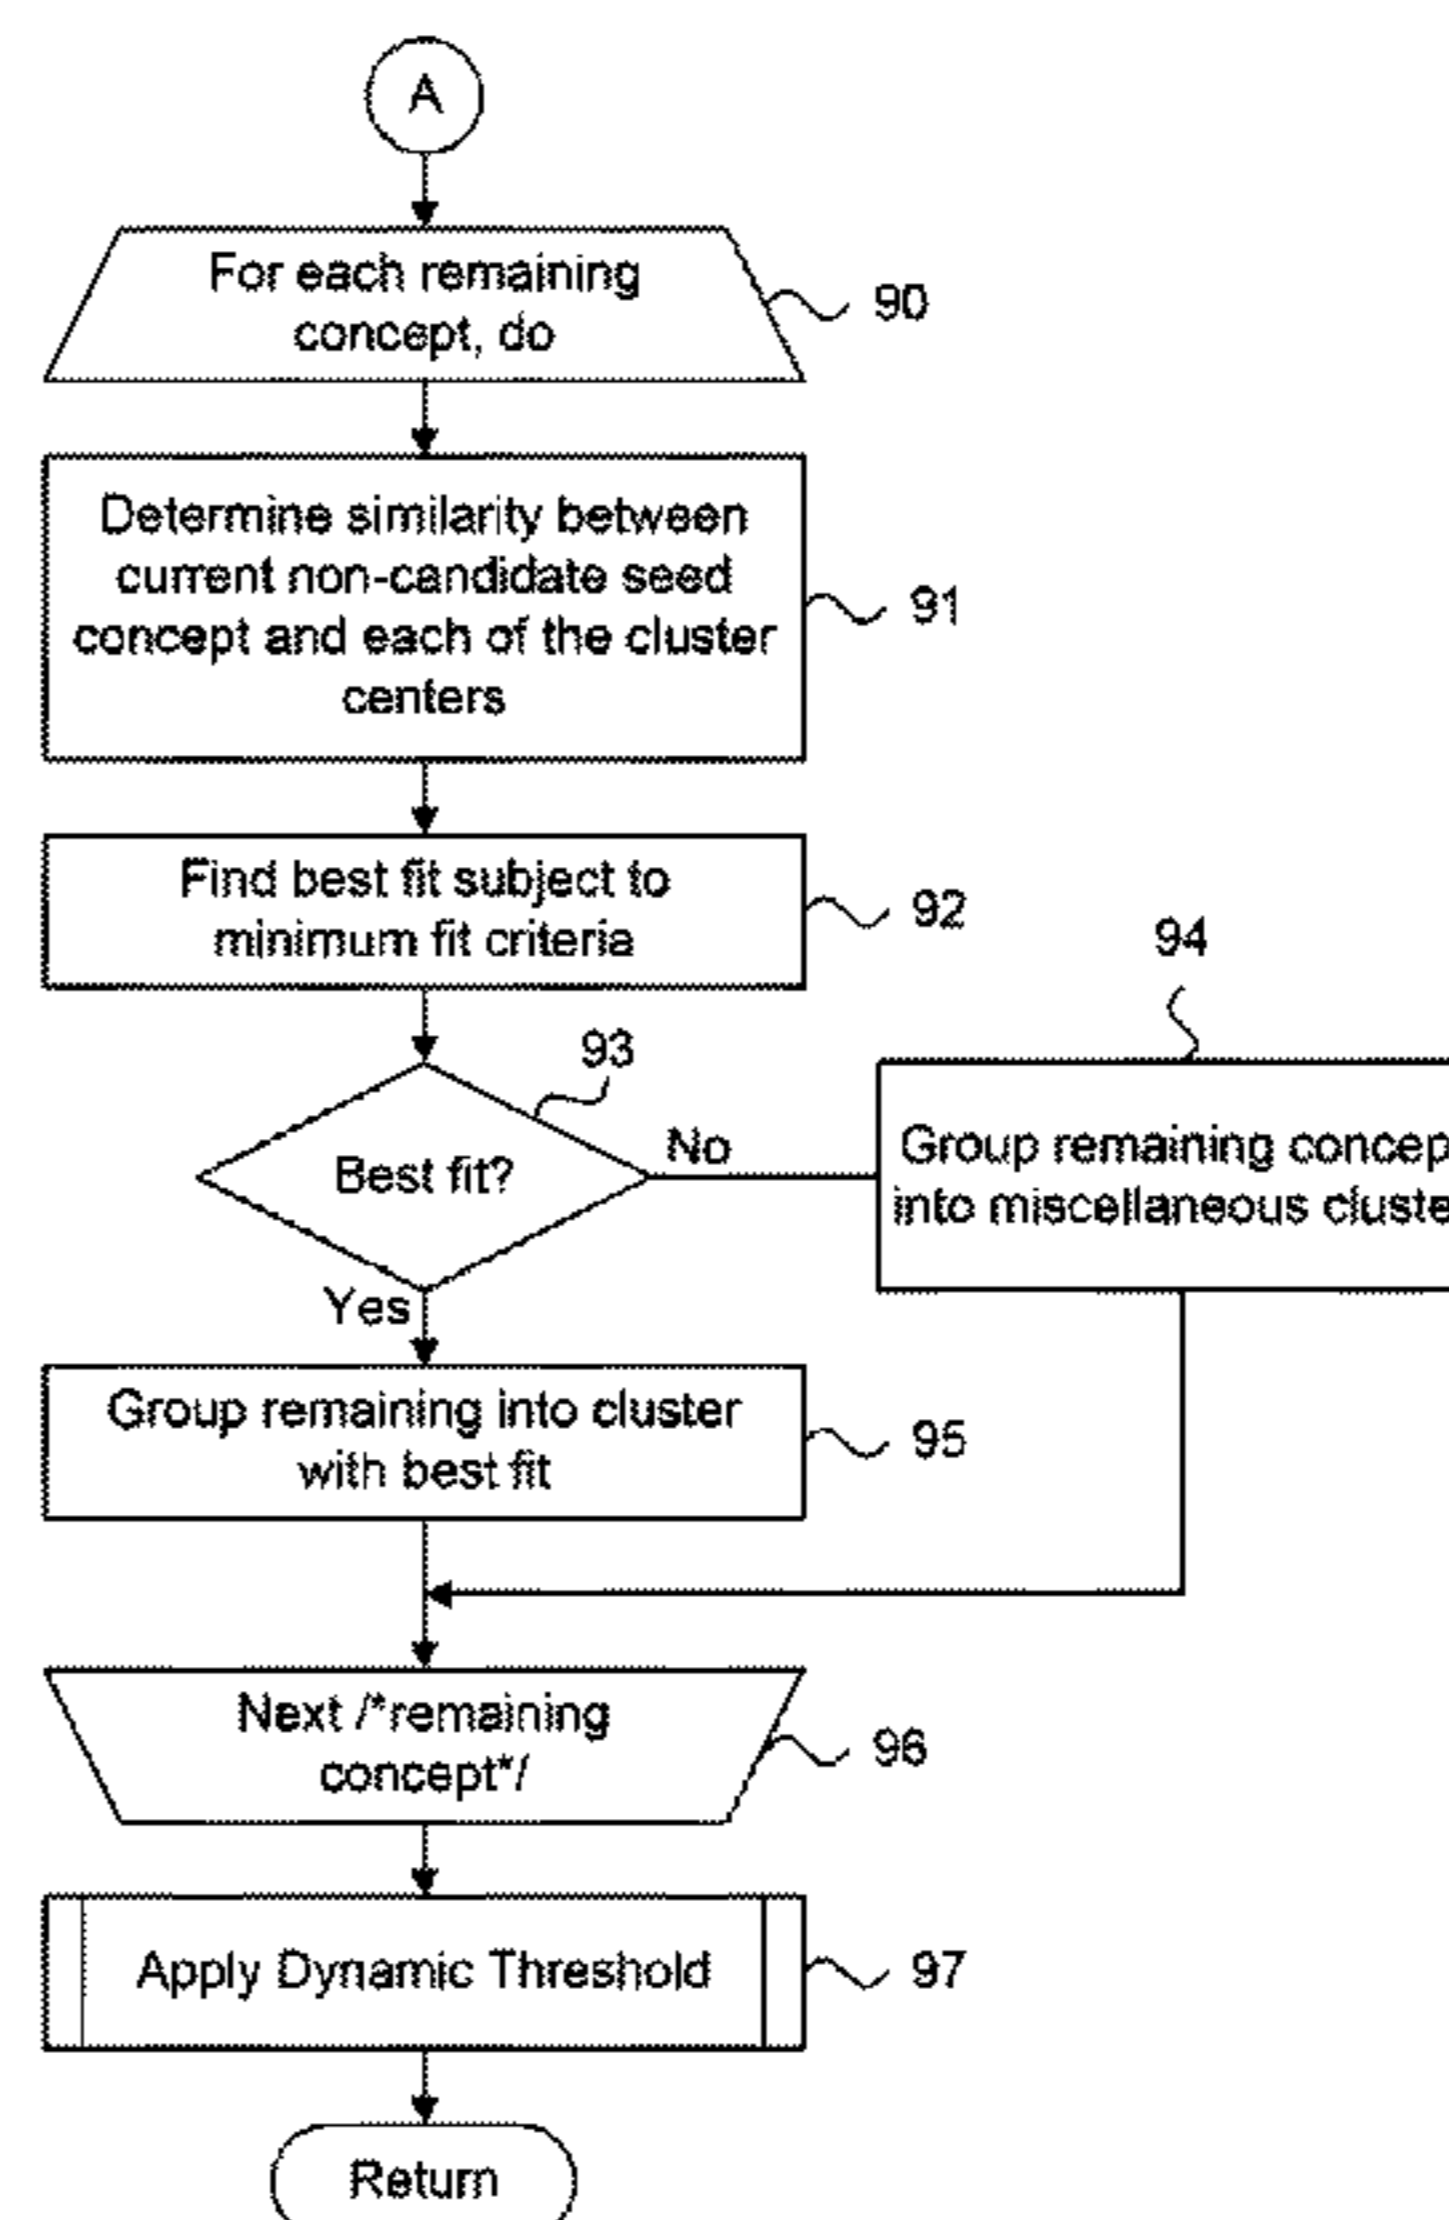 A
For each remaining
concept, do
90
Determine similarity between
current non-candidate seed
concept and each of the cluster
centers
91
Find best fit subject to
minimum fit criteria
92
93
94
Best fit?
No
Group remaining concep
into miscellaneous cluste
Yes
Group remaining into cluster
with best fit
95
Next /*remaining
concept*/
96
Apply Dynamic Threshold
97
Return